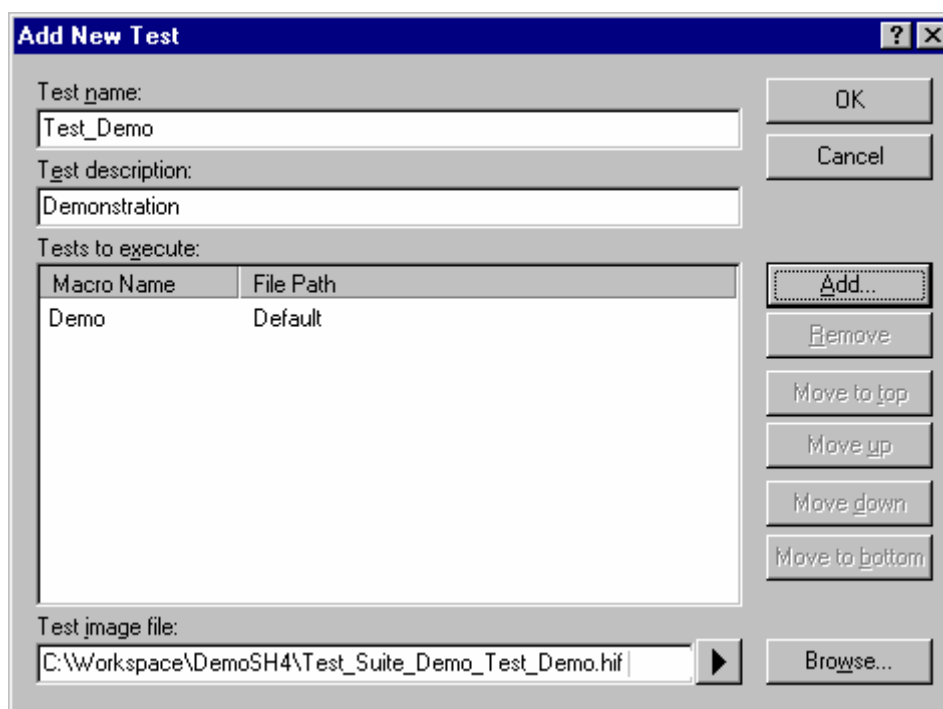 Add New Test
Test name:
OK
Test_Demo
Cancel
Test description:
Demonstration
Tests to execute:
Macro Name File Path
Add...
Demo Default
Remove
Move to top
Move up
Move down
Move to bottom
Test image file:
C:\Workspace\DemoSH4\Test_Suite_Demo_Test_Demo.hif
Browse...